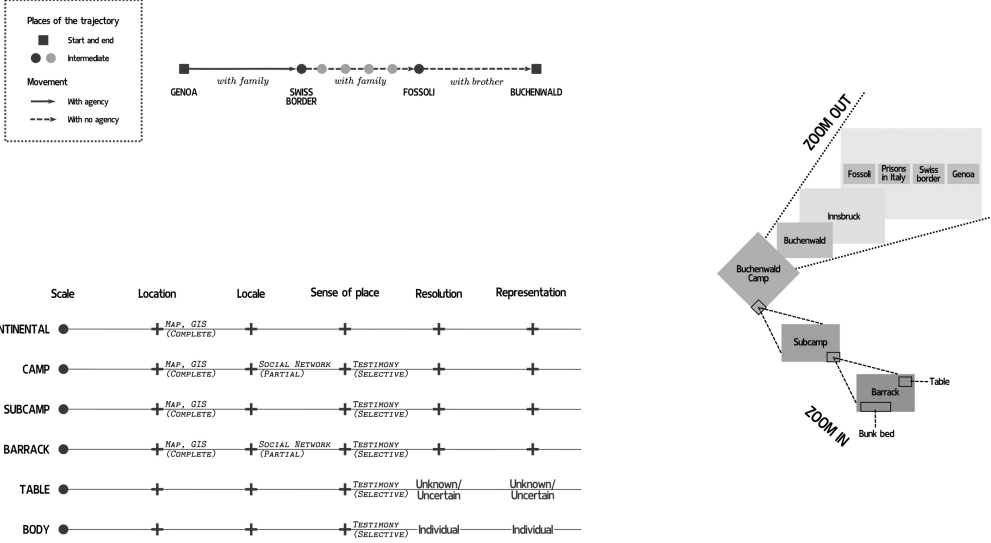 Places of the trajectory
Start and end
Intermediate
Movement
With agency
With no agency
with family
with family
with brother
GENOA
SWISS
BORDER
FOSSOLI
BUCHENWALD
ZOOM OUT
Fossoli
Prisons
in Italy
Swiss
border
Genoa
Innsbruck
Buchenwald
Buchenwald
Camp
Subcamp
Barrack
Table
Bunk bed
ZOOM IN
Scale Location Locale Sense of place Resolution Representation
NTINENTAL MAP, GIS
(COMPLETE)
CAMP MAP, GIS
(COMPLETE)
SOCIAL NETWORK
(PARTIAL)
TESTIMONY
(SELECTIVE)
SUBCAMP MAP, GIS
(COMPLETE)
TESTIMONY
(SELECTIVE)
BARRACK MAP, GIS
(COMPLETE)
SOCIAL NETWORK
(PARTIAL)
TESTIMONY
(SELECTIVE)
TABLE
TESTIMONY
(SELECTIVE)
Unknown/
Uncertain
Unknown/
Uncertain
BODY
TESTIMONY
(SELECTIVE)
Individual
Individual